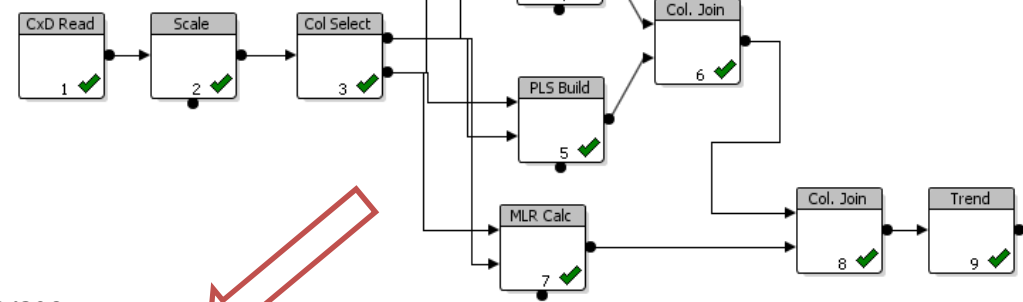 CxD Read
1
Scale
2
Col Select
3
PLS Build
5
Col. Join
6
MLR Calc
7
Col. Join
8
Trend
9